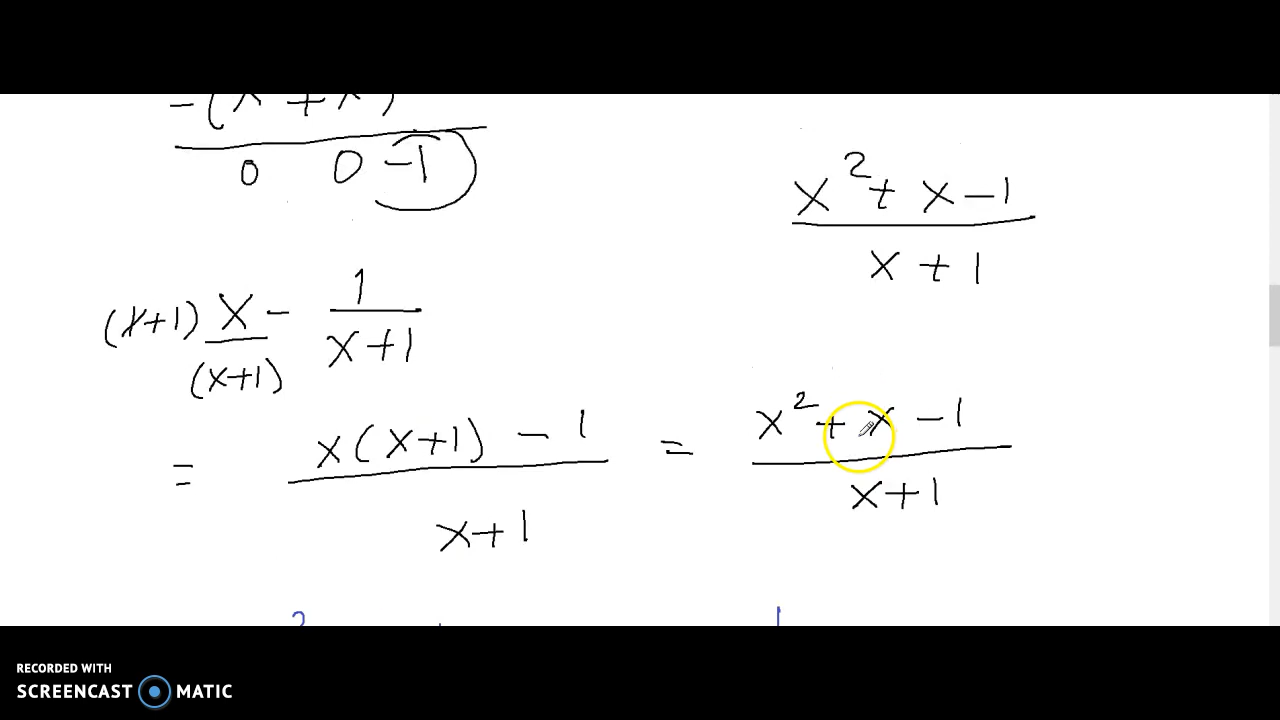 -(x + x)
0 0 -1
x² + x - 1
x + 1
(x+1) x - 1
(x+1) x+1
= x(x+1) - 1 = x² + x - 1
x+1 x+1
RECORDED WITH
SCREENCAST MATIC